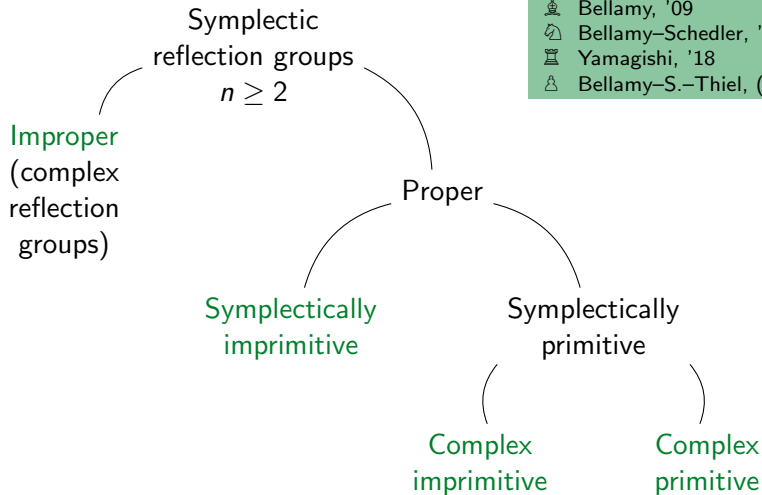 Symplectic
reflection groups
n ≥ 2
♗ Bellamy, '09
♘ Bellamy–Schedler, '
♖ Yamagishi, '18
♙ Bellamy–S.–Thiel, (
Improper
(complex
reflection
groups)
Proper
Symplectically
imprimitive
Symplectically
primitive
Complex
imprimitive
Complex
primitive